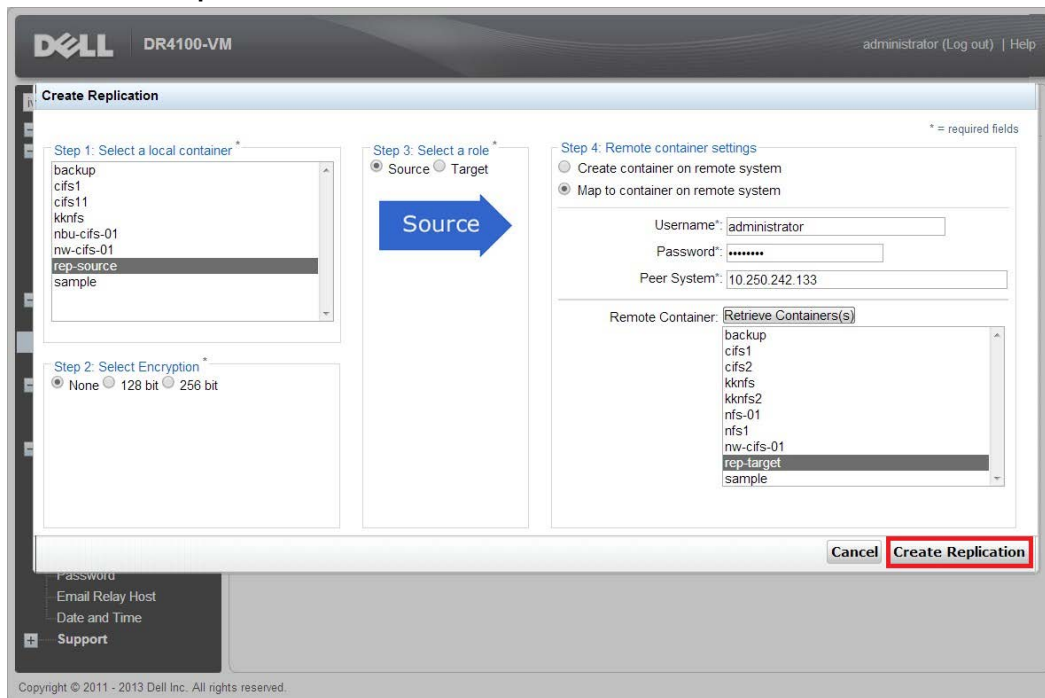 DELL DR4100-VM administrator (Log out) | Help
Create Replication
* = required fields
Step 1: Select a local container *
backup
cifs1
cifs11
kknfs
nbu-cifs-01
nw-cifs-01
rep-source
sample
Step 2: Select Encryption *
None 128 bit 256 bit
Step 3: Select a role *
Source Target
Source
Step 4: Remote container settings
Create container on remote system
Map to container on remote system
Username*: administrator
Password*: ••••••••
Peer System*: 10.250.242.133
Remote Container: Retrieve Containers(s)
backup
cifs1
cifs2
kknfs
kknfs2
nfs-01
nfs1
nw-cifs-01
rep-target
sample
Cancel Create Replication
Password
Email Relay Host
Date and Time
Support
Copyright © 2011 - 2013 Dell Inc. All rights reserved.